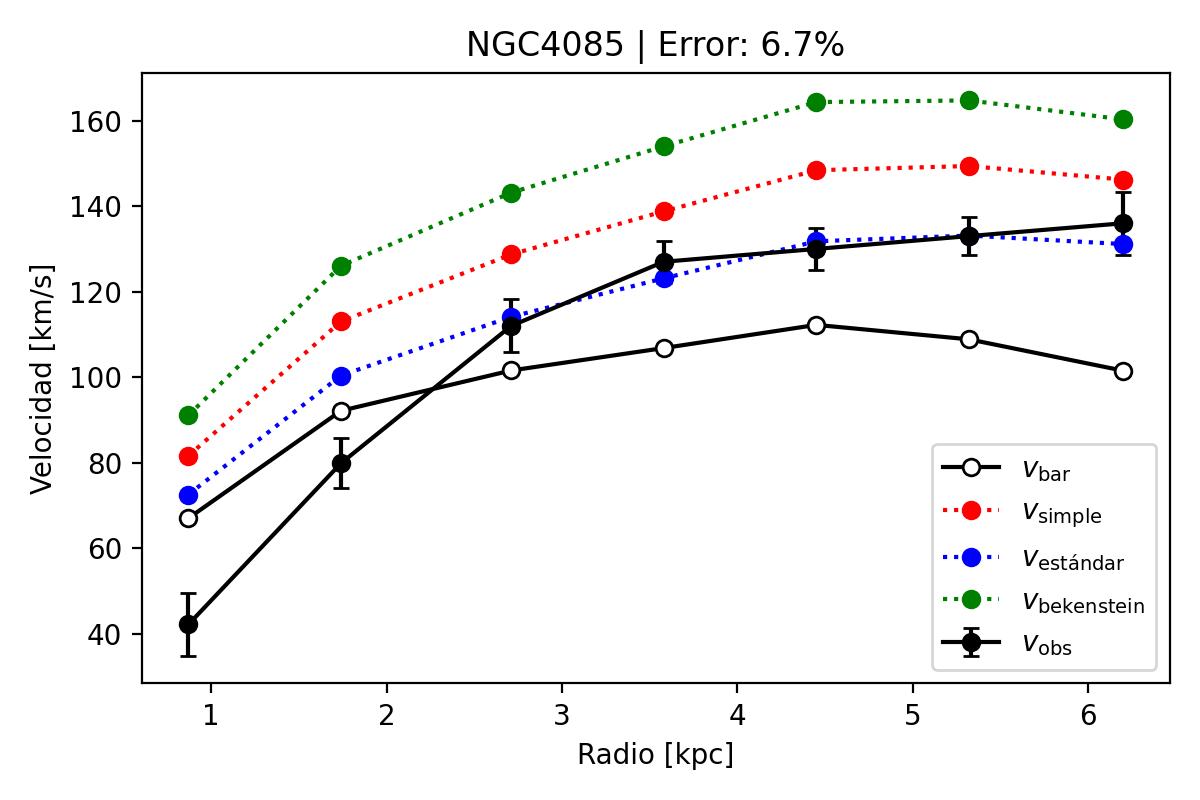 NGC4085 | Error: 6.7%
Velocidad [km/s]
160
140
120
100
80
60
40
v_bar
v_simple
v_estándar
v_bekenstein
v_obs
1 2 3 4 5 6
Radio [kpc]